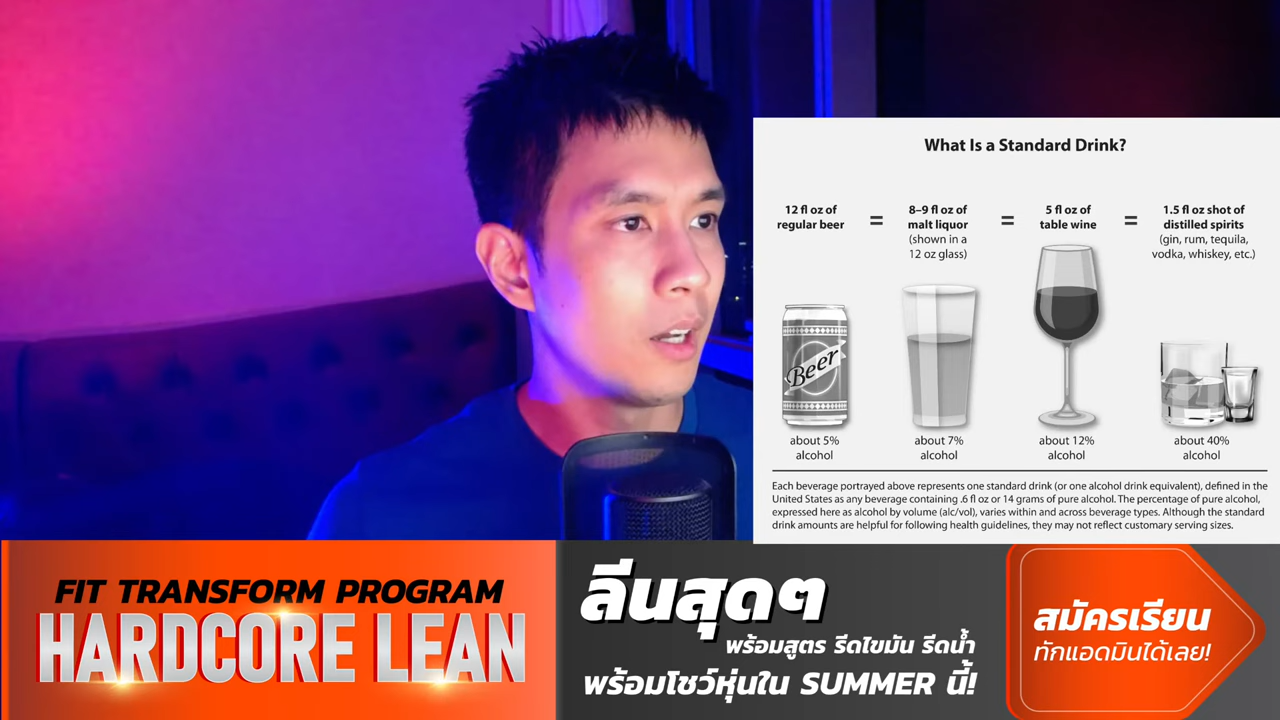 What Is a Standard Drink?
12 fl oz of
regular beer
=
8–9 fl oz of
malt liquor
(shown in a
12 oz glass)
=
5 fl oz of
table wine
=
1.5 fl oz shot of
distilled spirits
(gin, rum, tequila,
vodka, whiskey, etc.)
Beer
about 5%
alcohol
about 7%
alcohol
about 12%
alcohol
about 40%
alcohol
Each beverage portrayed above represents one standard drink (or one alcohol drink equivalent), defined in the
United States as any beverage containing .6 fl oz or 14 grams of pure alcohol. The percentage of pure alcohol,
expressed here as alcohol by volume (alc/vol), varies within and across beverage types. Although the standard
drink amounts are helpful for following health guidelines, they may not reflect customary serving sizes.
FIT TRANSFORM PROGRAM
HARDCORE LEAN
ลีนสุดๆ
พร้อมสูตร รีดไขมัน รีดน้ำ
พร้อมโชว์หุ่นใน SUMMER นี้!
สมัครเรียน
ทักแอดมินได้เลย!